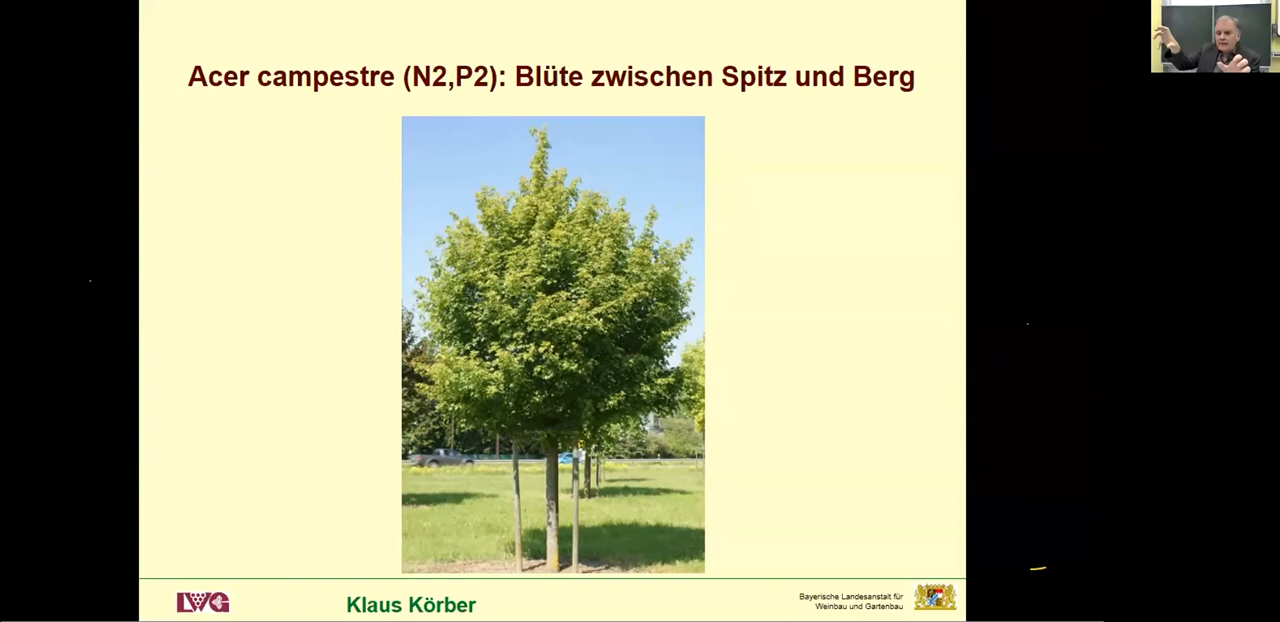 Acer campestre (N2,P2): Blüte zwischen Spitz und Berg
LWG
Klaus Körber
Bayerische Landesanstalt für
Weinbau und Gartenbau